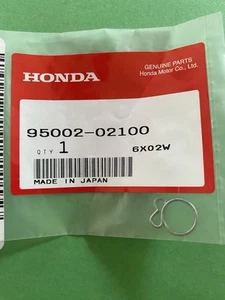 GENUINE PARTS
Honda Motor Co., Ltd.
HONDA
95002-02100
QTY 1 6X02W
MADE IN JAPAN